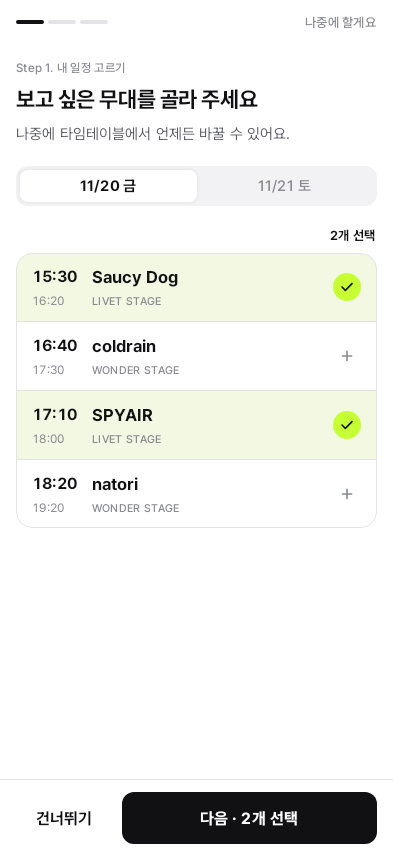 나중에 할게요
Step 1. 내 일정 고르기
보고 싶은 무대를 골라 주세요
나중에 타임테이블에서 언제든 바꿀 수 있어요.
11/20 금
11/21 토
2개 선택
15:30 Saucy Dog
16:20 LIVET STAGE
16:40 coldrain
17:30 WONDER STAGE
17:10 SPYAIR
18:00 LIVET STAGE
18:20 natori
19:20 WONDER STAGE
건너뛰기
다음 · 2개 선택